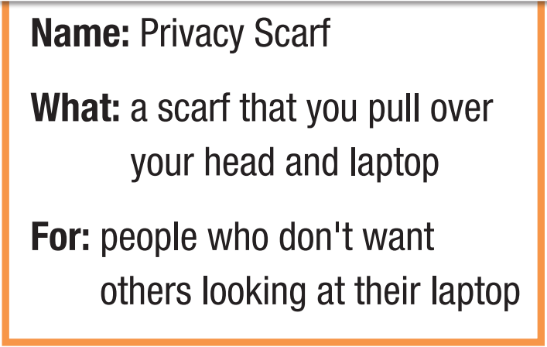 Name: Privacy Scarf
What: a scarf that you pull over
your head and laptop
For: people who don't want
others looking at their laptop